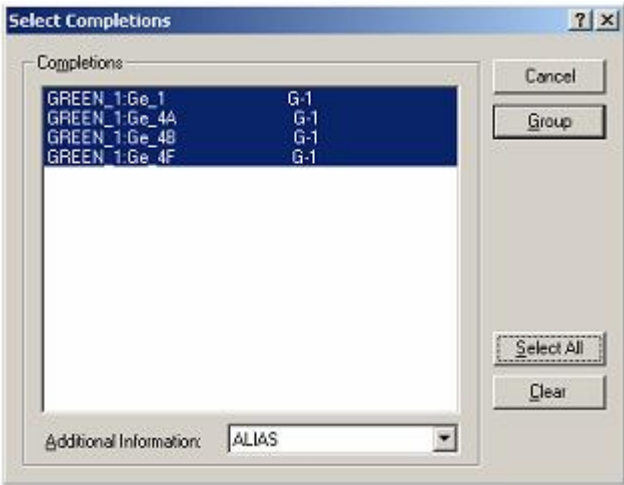 Select Completions
Completions
Cancel
GREEN_1:Ge_1 G-1
GREEN_1:Ge_4A G-1
Group
GREEN_1:Ge_4B G-1
GREEN_1:Ge_4F G-1
Select All
Clear
Additional Information: ALIAS